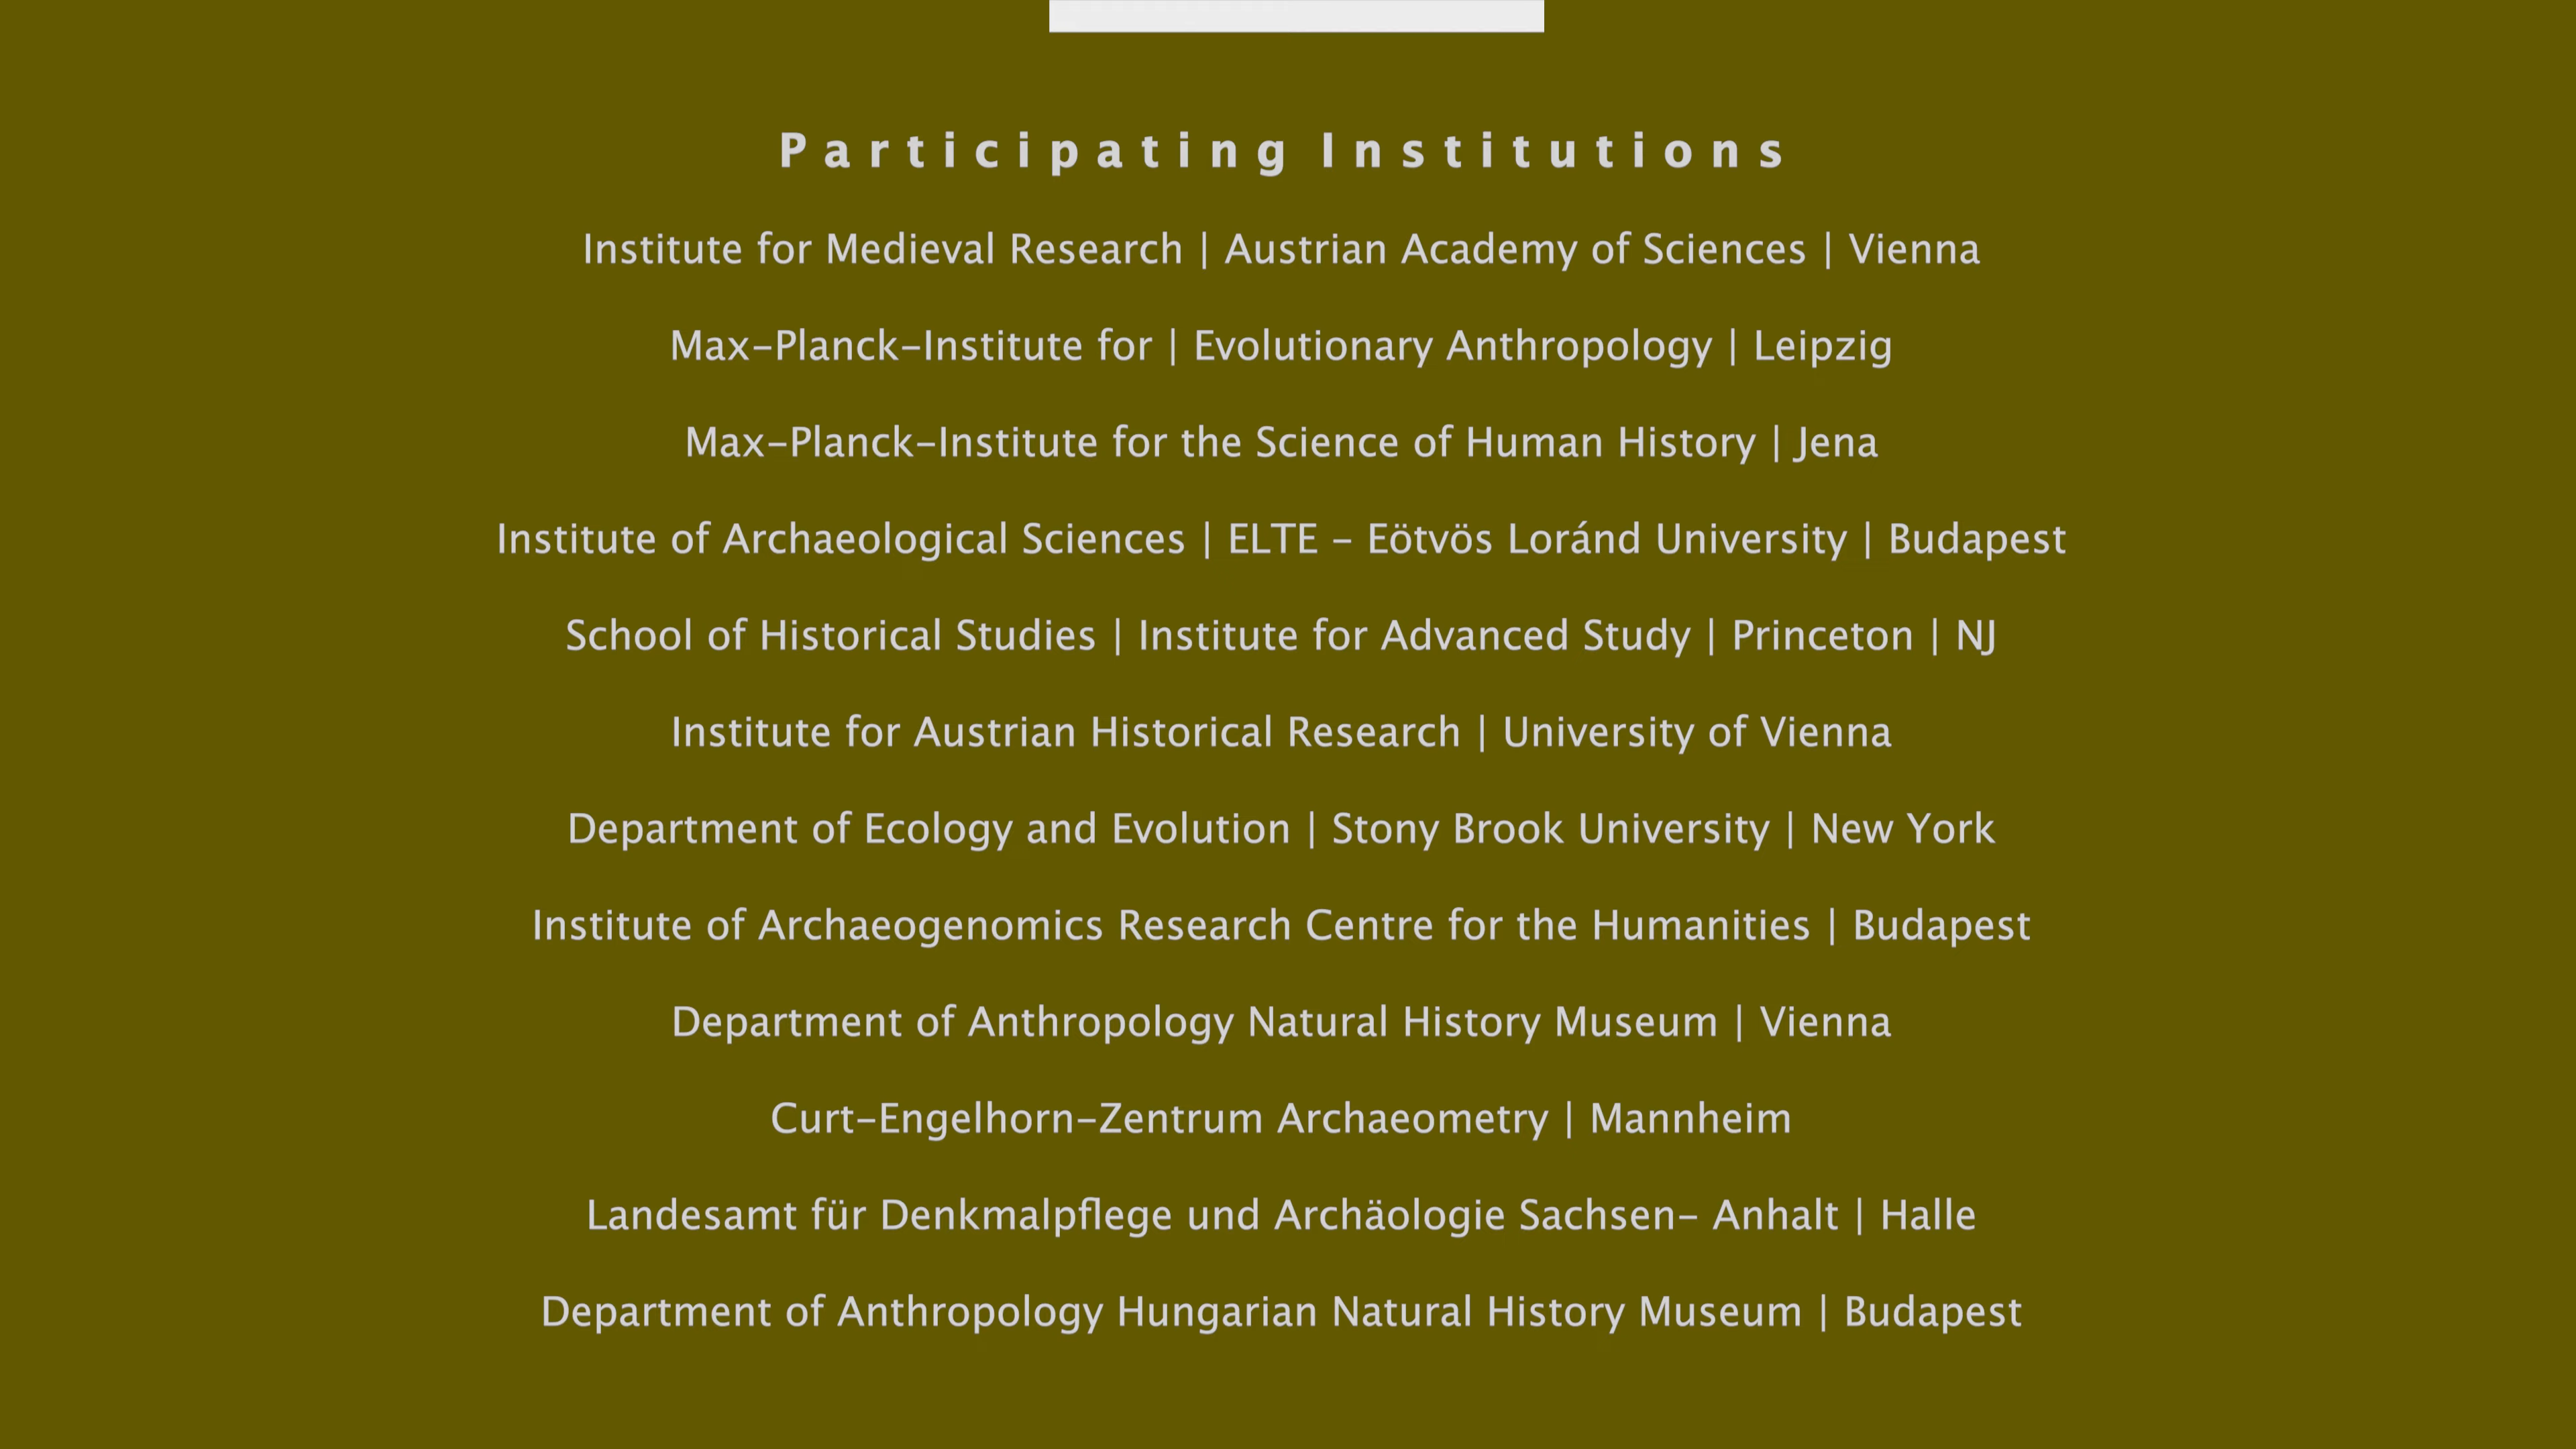 Participating Institutions
Institute for Medieval Research | Austrian Academy of Sciences | Vienna
Max-Planck-Institute for | Evolutionary Anthropology | Leipzig
Max-Planck-Institute for the Science of Human History | Jena
Institute of Archaeological Sciences | ELTE - Eötvös Loránd University | Budapest
School of Historical Studies | Institute for Advanced Study | Princeton | NJ
Institute for Austrian Historical Research | University of Vienna
Department of Ecology and Evolution | Stony Brook University | New York
Institute of Archaeogenomics Research Centre for the Humanities | Budapest
Department of Anthropology Natural History Museum | Vienna
Curt-Engelhorn-Zentrum Archaeometry | Mannheim
Landesamt für Denkmalpflege und Archäologie Sachsen- Anhalt | Halle
Department of Anthropology Hungarian Natural History Museum | Budapest